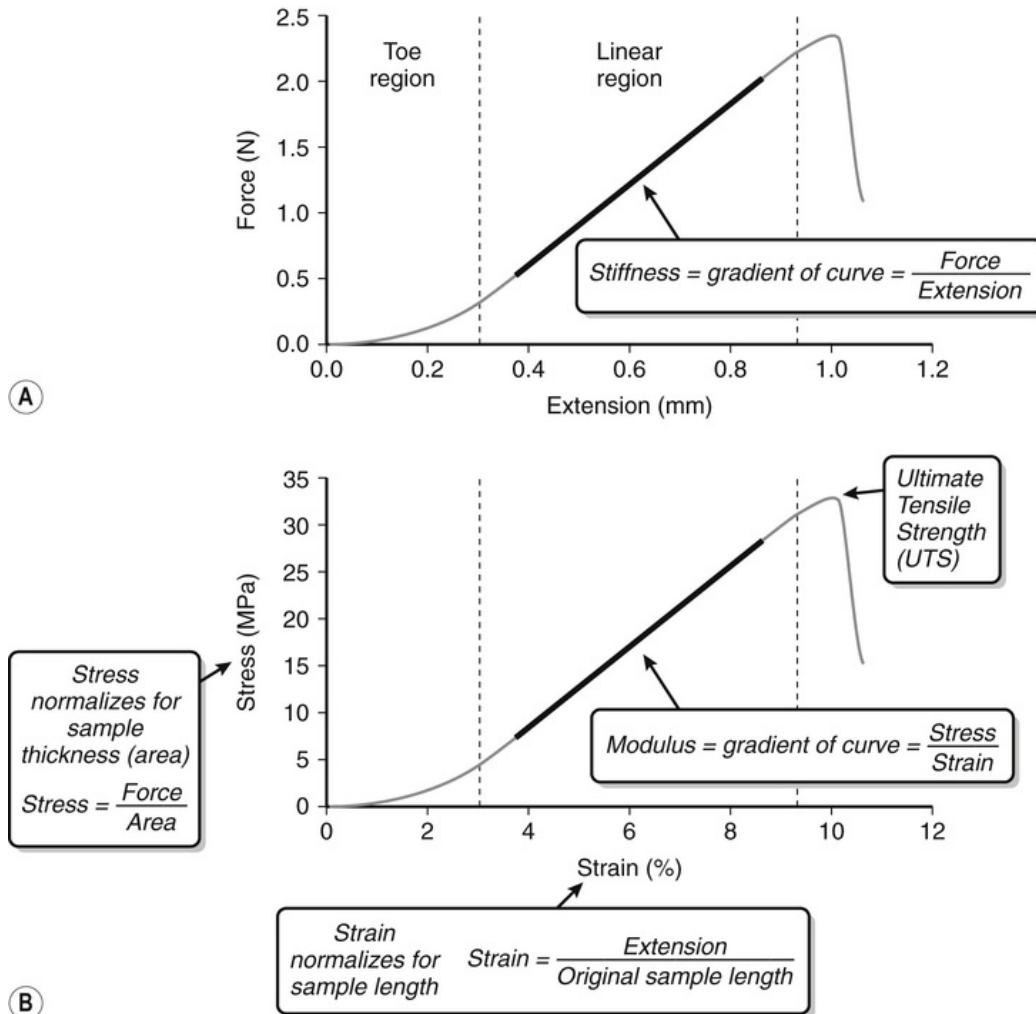 2.5
2.0
1.5
1.0
0.5
0.0
Force (N)
Toe
region
Linear
region
Stiffness = gradient of curve = Force
Extension
0.0 0.2 0.4 0.6 0.8 1.0 1.2
Extension (mm)
A
35
30
25
20
15
10
5
0
Stress (MPa)
Ultimate
Tensile
Strength
(UTS)
Stress
normalizes for
sample
thickness (area)
Stress = Force
Area
Modulus = gradient of curve = Stress
Strain
0 2 4 6 8 10 12
Strain (%)
Strain
normalizes for
sample length
Strain = Extension
Original sample length
B